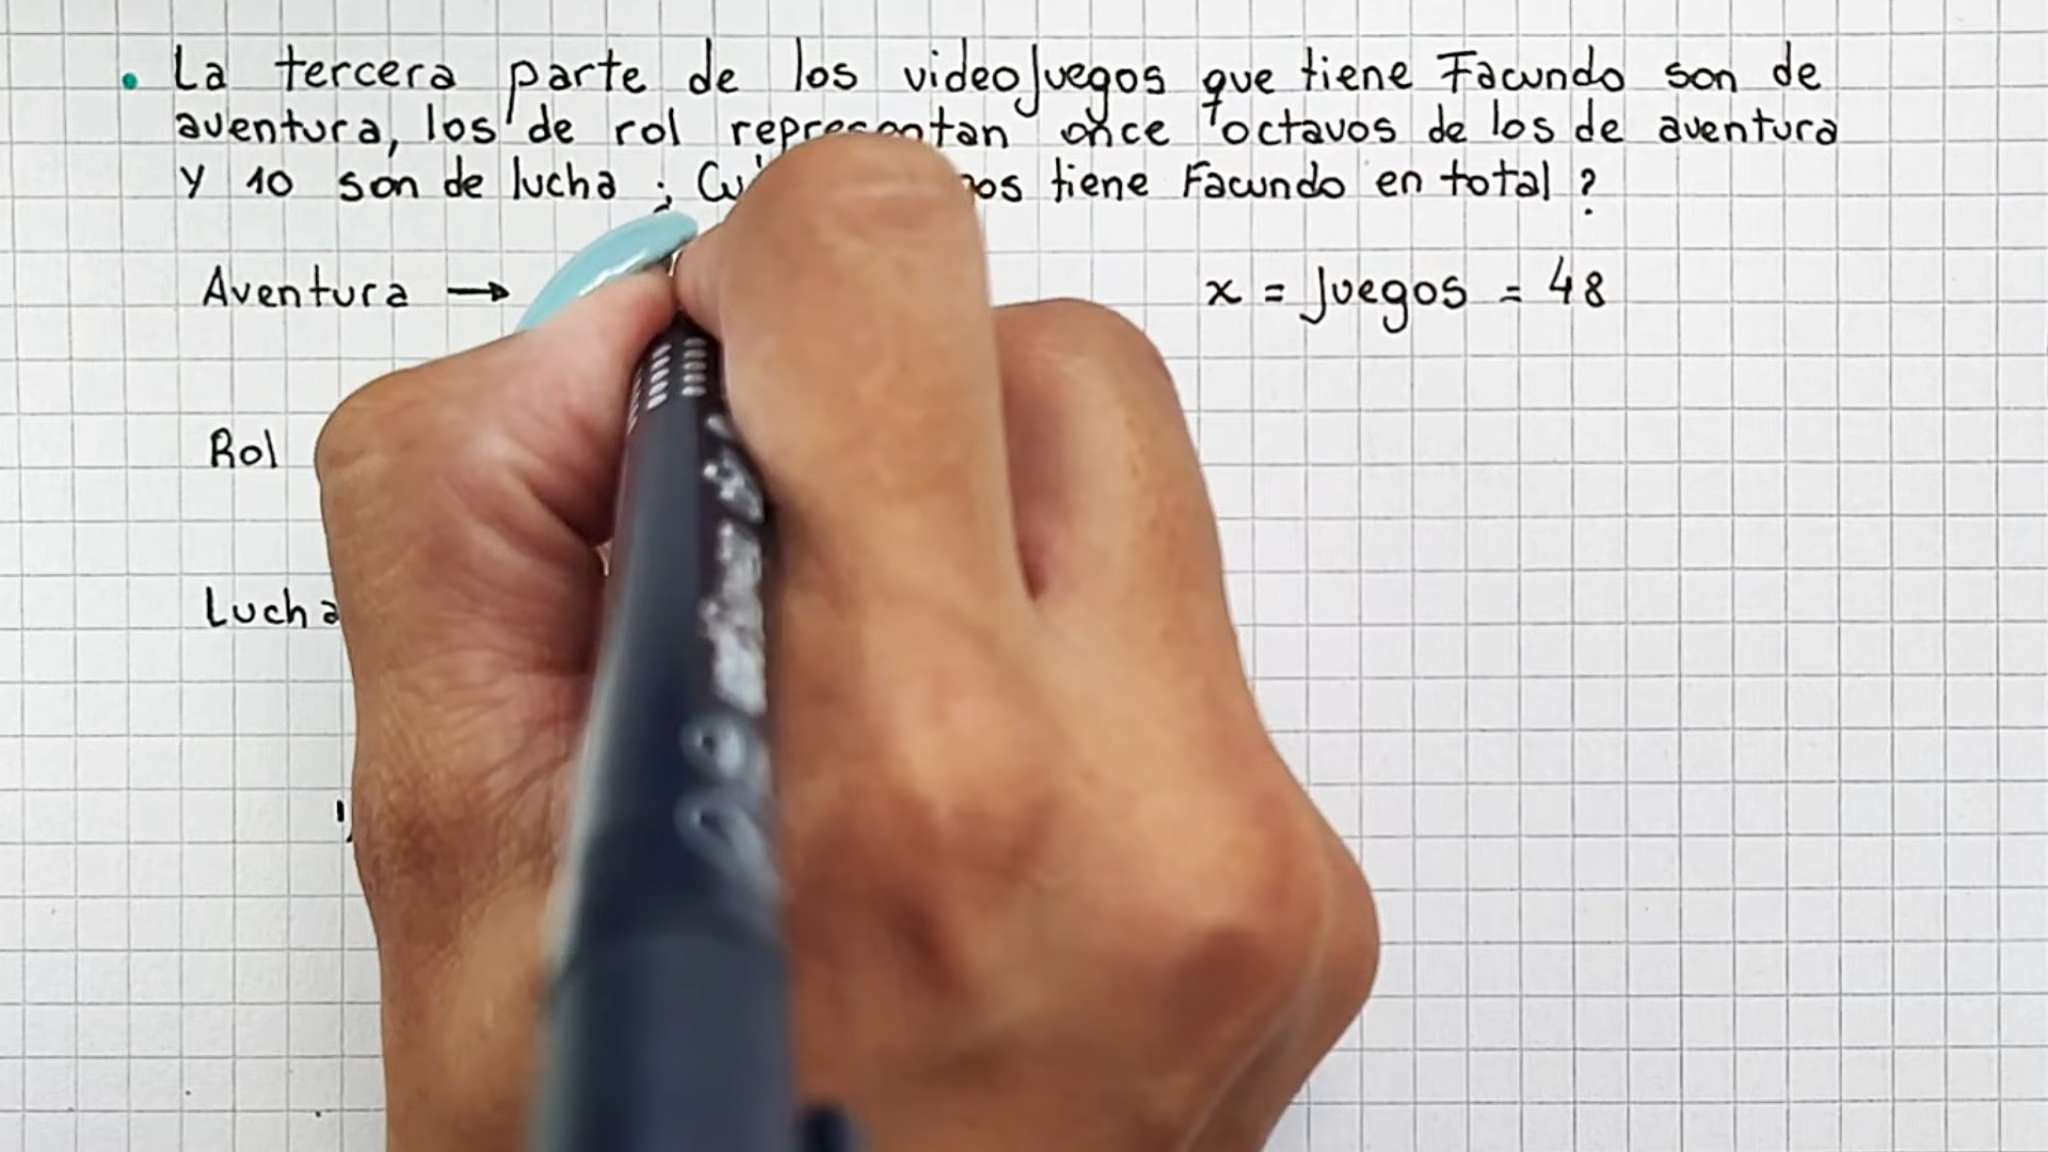 La tercera parte de los videojuegos que tiene Facundo son de
aventura, los de rol representan once octavos de los de aventura
y 10 son de lucha ¿ tiene Facundo en total ?
Aventura → x = juegos = 48
Rol
Lucha